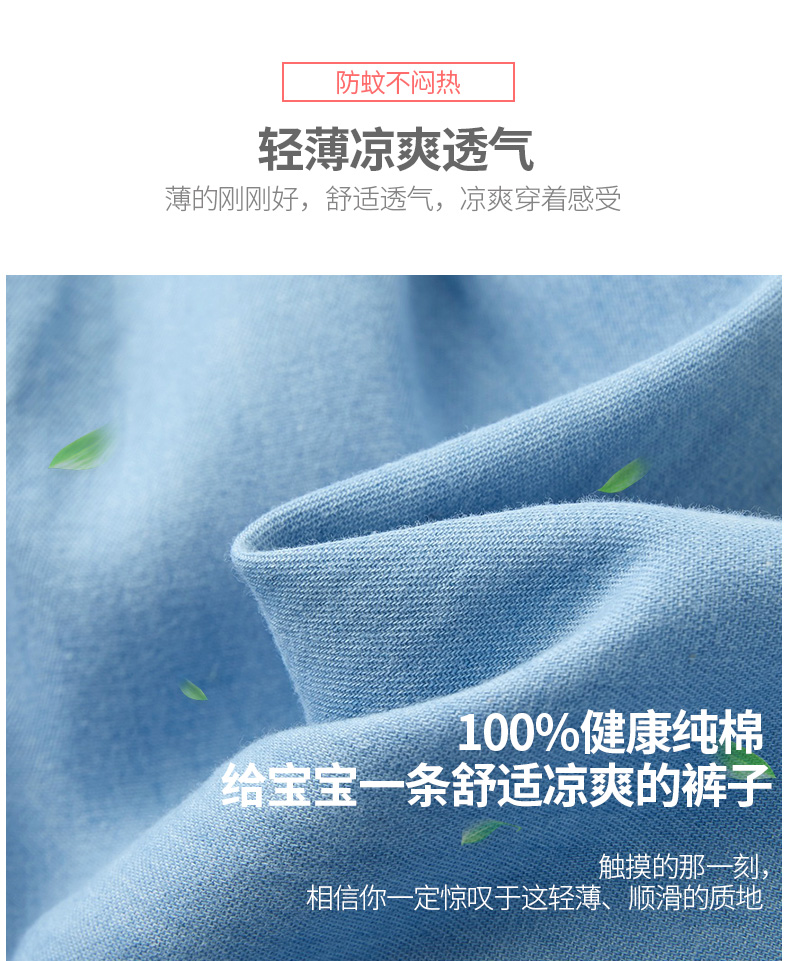 防蚊不闷热
轻薄凉爽透气
薄的刚刚好，舒适透气，凉爽穿着感受
100%健康纯棉
给宝宝一条舒适凉爽的裤子
触摸的那一刻，
相信你一定惊叹于这轻薄、顺滑的质地